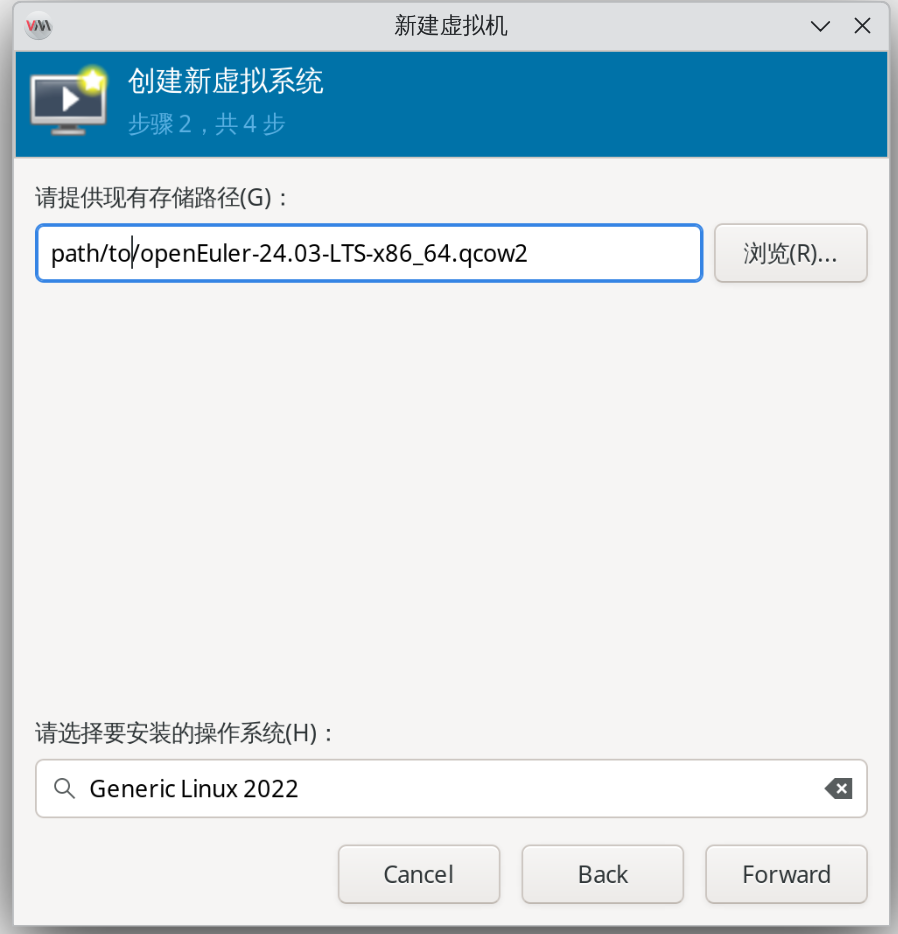 新建虚拟机
创建新虚拟系统
步骤 2，共 4 步
请提供现有存储路径(G)：
path/to/openEuler-24.03-LTS-x86_64.qcow2
浏览(R)...
请选择要安装的操作系统(H)：
Generic Linux 2022
Cancel
Back
Forward